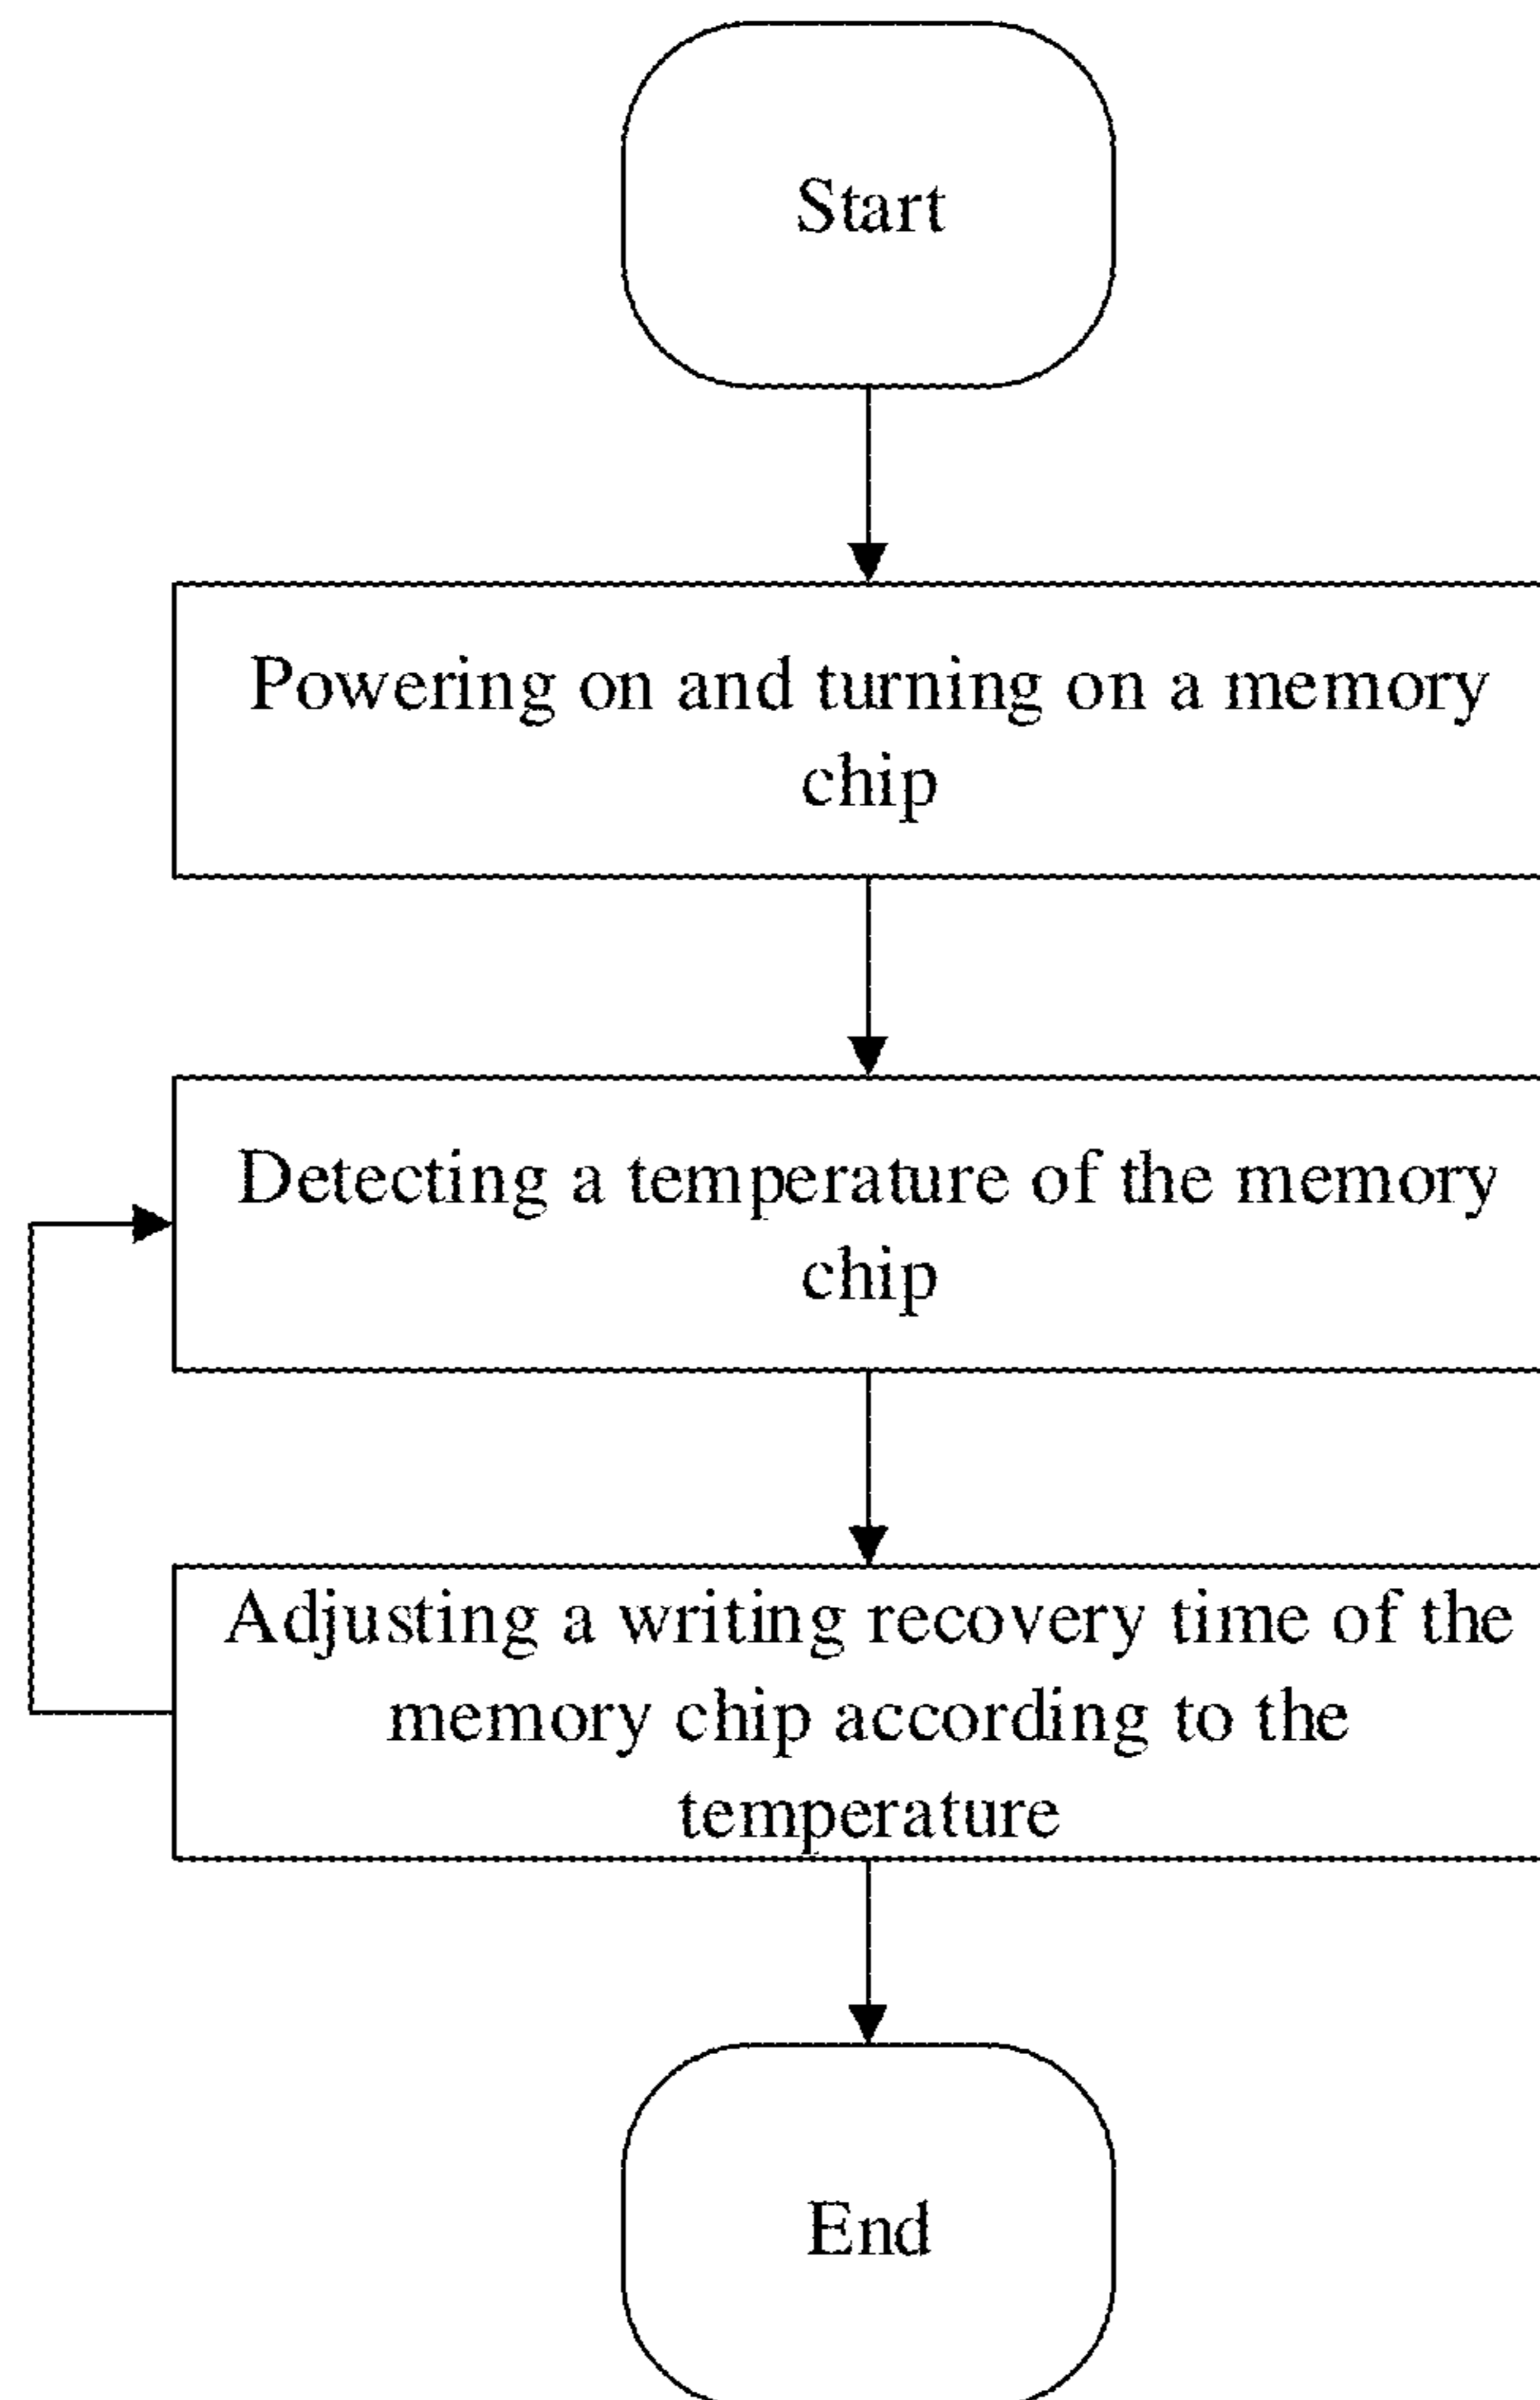 Start
Powering on and turning on a memory
chip
Detecting a temperature of the memory
chip
Adjusting a writing recovery time of the
memory chip according to the
temperature
End